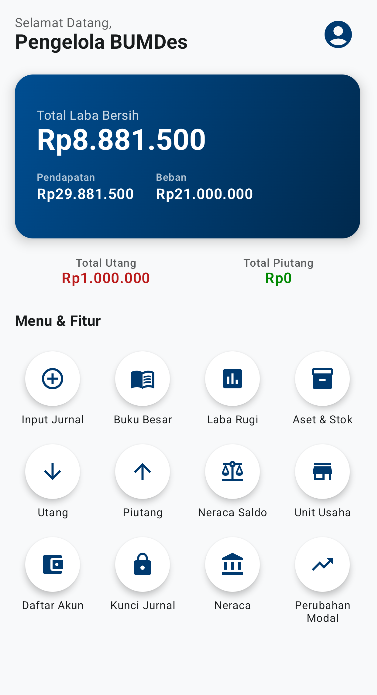 Selamat Datang,
Pengelola BUMDes
Total Laba Bersih
Rp8.881.500
Pendapatan
Rp29.881.500
Beban
Rp21.000.000
Total Utang
Rp1.000.000
Total Piutang
Rp0
Menu & Fitur
Input Jurnal
Buku Besar
Laba Rugi
Aset & Stok
Utang
Piutang
Neraca Saldo
Unit Usaha
Daftar Akun
Kunci Jurnal
Neraca
Perubahan
Modal